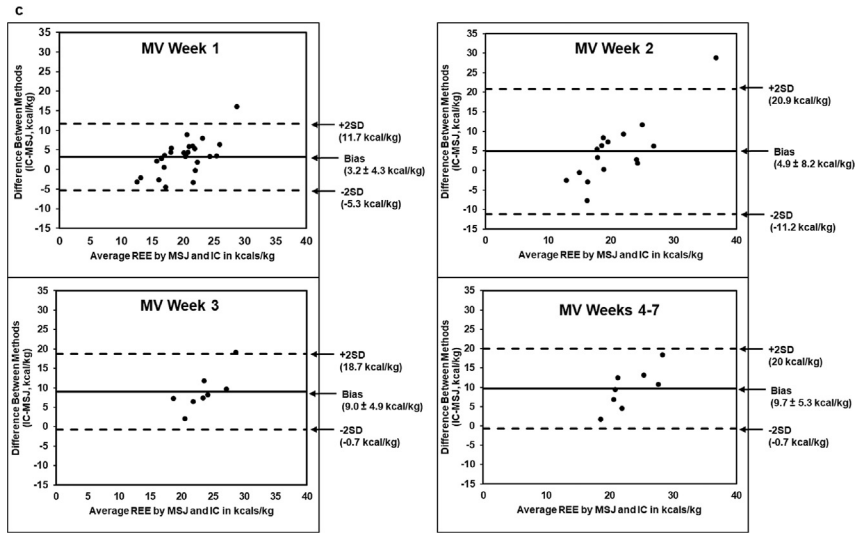 C
MV Week 1
Difference Between Methods
(IC-MSJ, kcal/kg)
35
30
25
20
15
10
5
0
-5
-10
-15
0 5 10 15 20 25 30 35 40
Average REE by MSJ and IC in kcals/kg
+2SD
(11.7 kcal/kg)
Bias
(3.2 ± 4.3 kcal/kg)
-2SD
(-5.3 kcal/kg)
MV Week 2
Difference Between Methods
(IC-MSJ, kcal/kg)
35
30
25
20
15
10
5
0
-5
-10
-15
0 10 20 30 40
Average REE by MSJ and IC in kcals/kg
+2SD
(20.9 kcal/kg)
Bias
(4.9 ± 8.2 kcal/kg)
-2SD
(-11.2 kcal/kg)
MV Week 3
Difference Between Methods
(IC-MSJ, kcal/kg)
35
30
25
20
15
10
5
0
-5
-10
-15
0 5 10 15 20 25 30 35 40
Average REE by MSJ and IC in kcals/kg
+2SD
(18.7 kcal/kg)
Bias
(9.0 ± 4.9 kcal/kg)
-2SD
(-0.7 kcal/kg)
MV Weeks 4-7
Difference Between Methods
(IC-MSJ, kcal/kg)
35
30
25
20
15
10
5
0
-5
-10
-15
0 10 20 30 40
Average REE by MSJ and IC in kcals/kg
+2SD
(20 kcal/kg)
Bias
(9.7 ± 5.3 kcal/kg)
-2SD
(-0.7 kcal/kg)